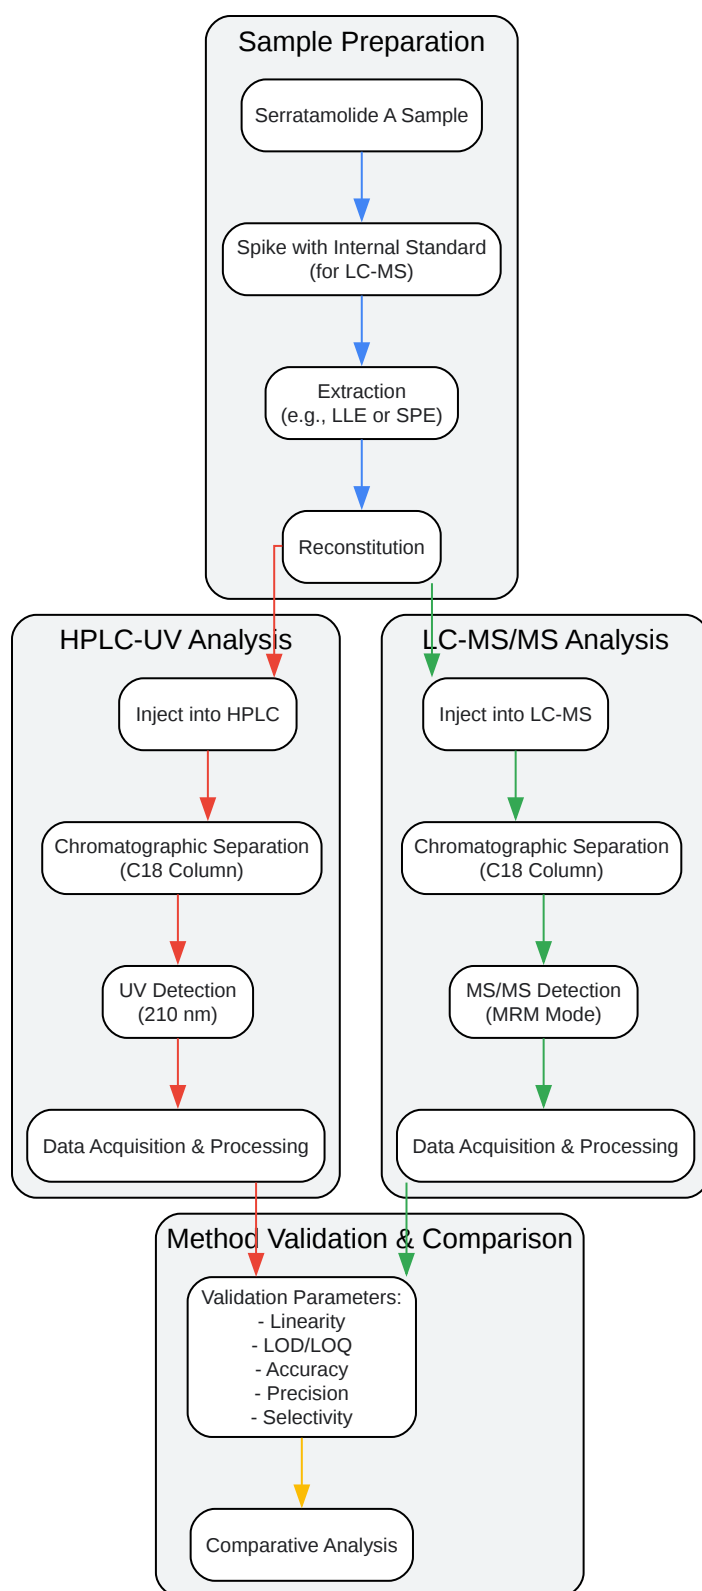 Sample Preparation
Serratamolide A Sample
Spike with Internal Standard
(for LC-MS)
Extraction
(e.g., LLE or SPE)
Reconstitution
HPLC-UV Analysis
Inject into HPLC
Chromatographic Separation
(C18 Column)
UV Detection
(210 nm)
Data Acquisition & Processing
LC-MS/MS Analysis
Inject into LC-MS
Chromatographic Separation
(C18 Column)
MS/MS Detection
(MRM Mode)
Data Acquisition & Processing
Method Validation & Comparison
Validation Parameters:
- Linearity
- LOD/LOQ
- Accuracy
- Precision
- Selectivity
Comparative Analysis